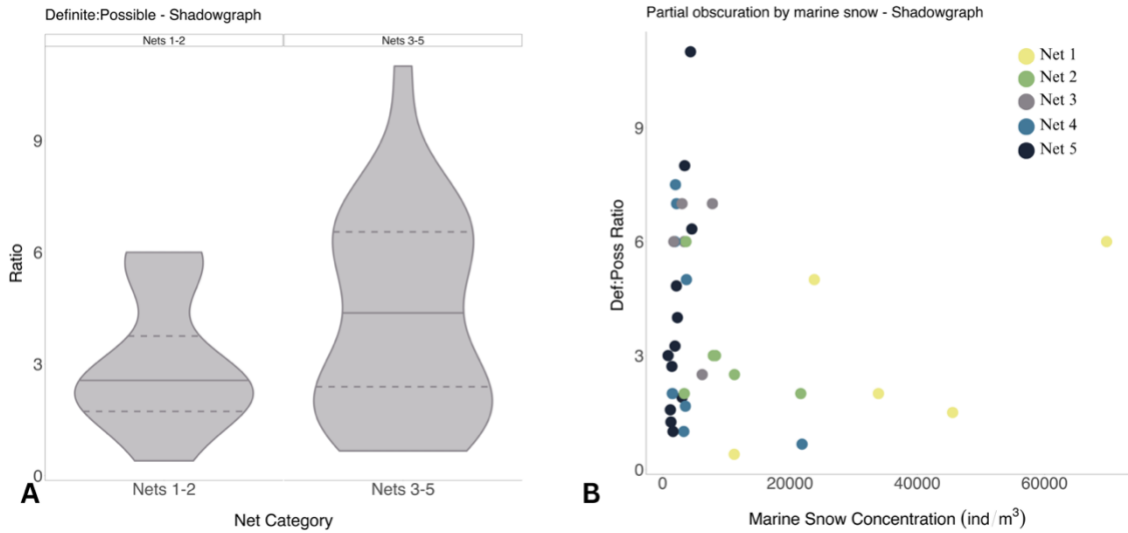 Definite:Possible - Shadowgraph
Nets 1-2
Nets 3-5
Ratio
9
6
3
0
Nets 1-2
Nets 3-5
Net Category
A
Partial obscuration by marine snow - Shadowgraph
Net 1
Net 2
Net 3
Net 4
Net 5
Def:Poss Ratio
9
6
3
0
0
20000
40000
60000
Marine Snow Concentration (ind/m³)
B